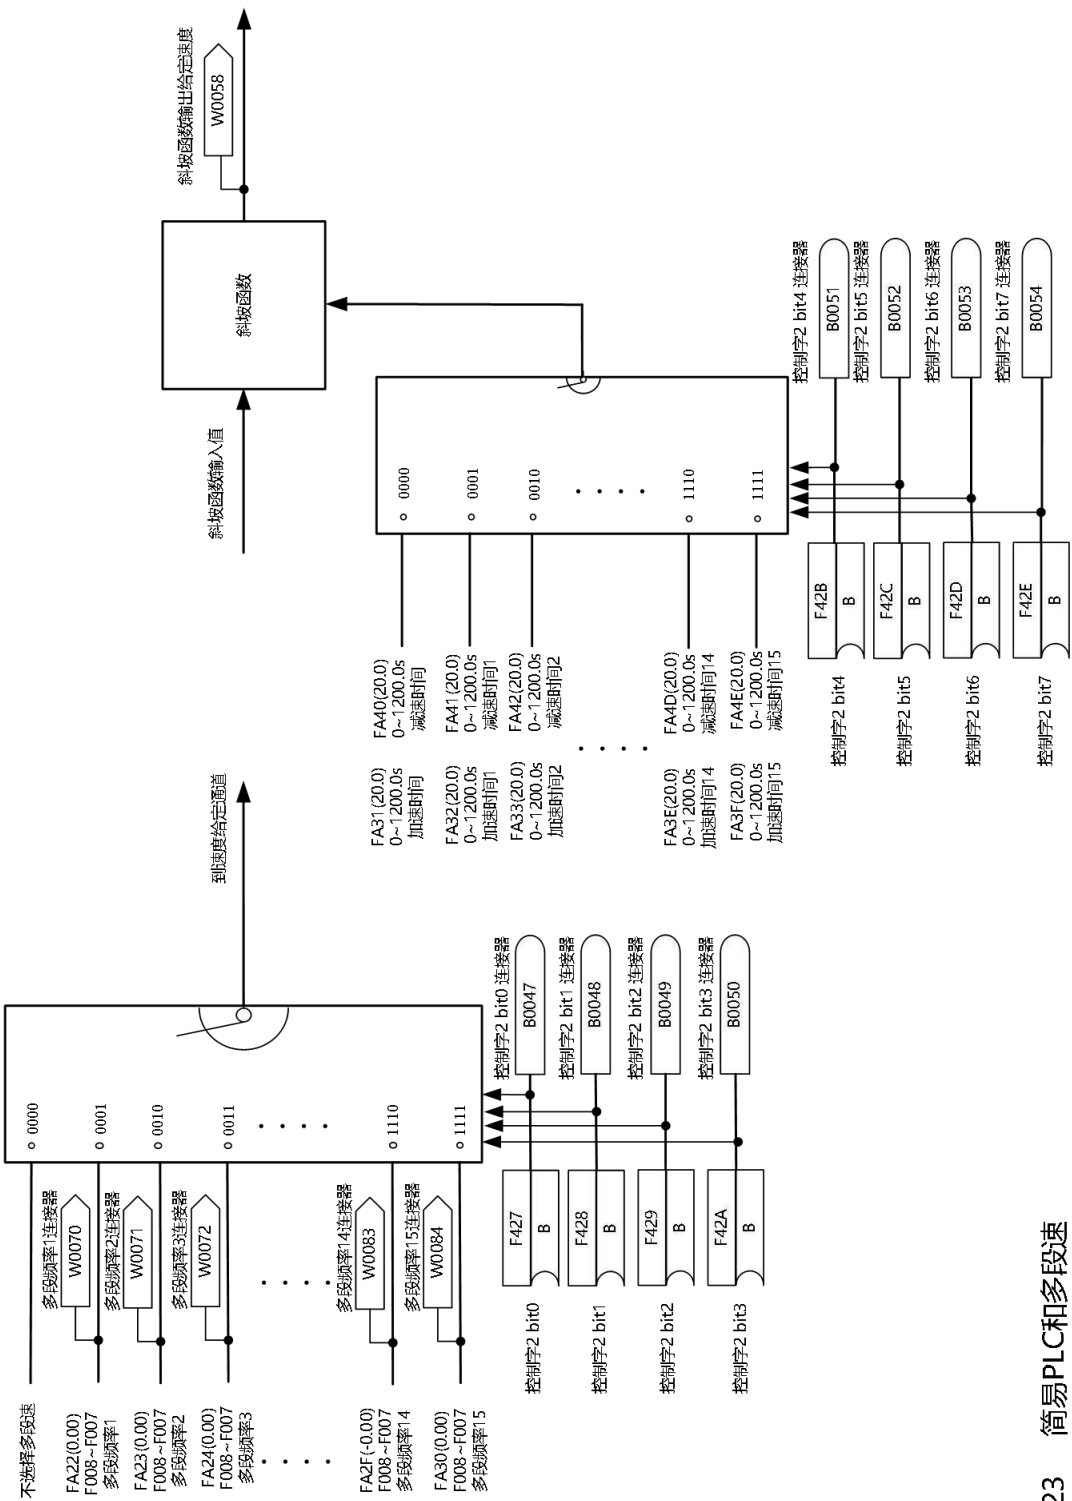 不选择多段速
0000
FA22(0.00)
F008~F007
多段频率1
多段频率1连接器
W0070
0001
FA23(0.00)
F008~F007
多段频率2
多段频率2连接器
W0071
0010
FA24(0.00)
F008~F007
多段频率3
多段频率3连接器
W0072
0011
FA2F(-0.00)
F008~F007
多段频率14
多段频率14连接器
W0083
1110
FA30(0.00)
F008~F007
多段频率15
多段频率15连接器
W0084
1111
到速度给定通道
控制字2 bit0
F427
B
控制字2 bit0 连接器
B0047
控制字2 bit1
F428
B
控制字2 bit1 连接器
B0048
控制字2 bit2
F429
B
控制字2 bit2 连接器
B0049
控制字2 bit3
F42A
B
控制字2 bit3 连接器
B0050
斜坡函数输入值
斜坡函数
斜坡函数输出给定速度
W0058
FA31(20.0)
0~1200.0s
加速时间
FA40(20.0)
0~1200.0s
减速时间
0000
FA32(20.0)
0~1200.0s
加速时间1
FA41(20.0)
0~1200.0s
减速时间1
0001
FA33(20.0)
0~1200.0s
加速时间2
FA42(20.0)
0~1200.0s
减速时间2
0010
FA3E(20.0)
0~1200.0s
加速时间14
FA4D(20.0)
0~1200.0s
减速时间14
1110
FA3F(20.0)
0~1200.0s
加速时间15
FA4E(20.0)
0~1200.0s
减速时间15
1111
控制字2 bit4
F42B
B
控制字2 bit4 连接器
B0051
控制字2 bit5
F42C
B
控制字2 bit5 连接器
B0052
控制字2 bit6
F42D
B
控制字2 bit6 连接器
B0053
控制字2 bit7
F42E
B
控制字2 bit7 连接器
B0054
23 简易PLC和多段速